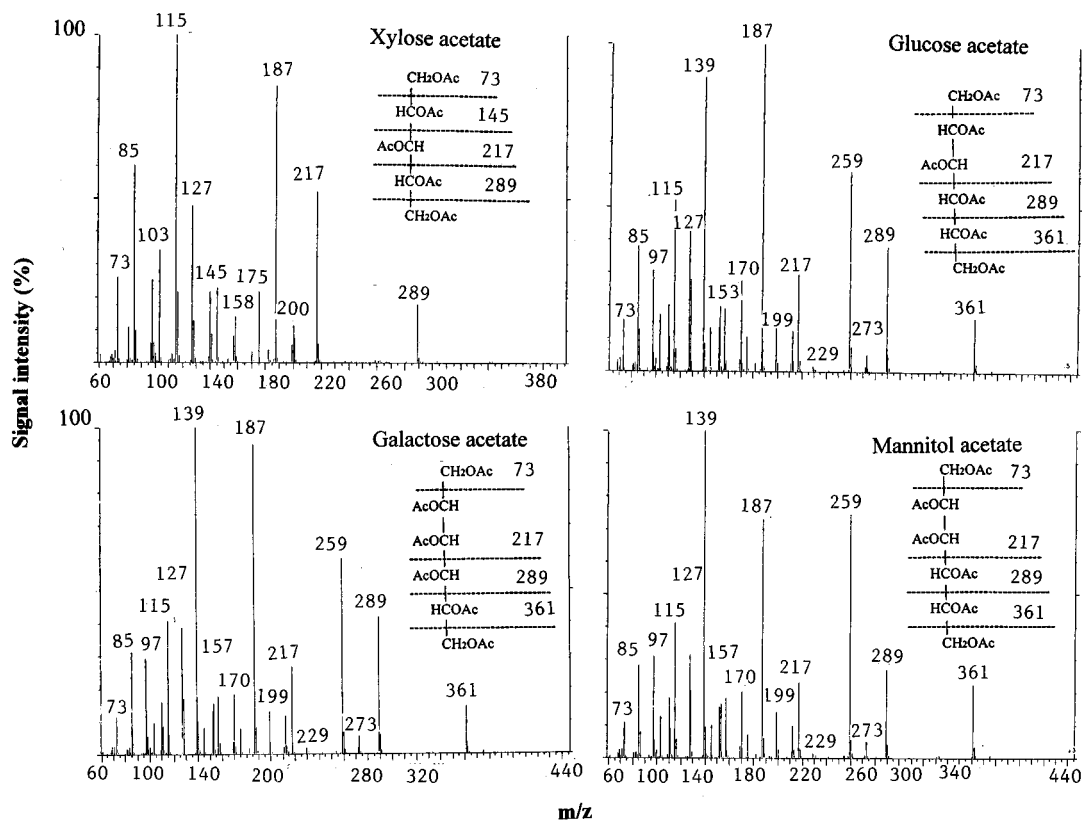 Signal intensity (%)
Xylose acetate
100
115
187
85
127
217
103
73
145
175
158
200
289
CH2OAc 73
HCOAc 145
AcOCH 217
HCOAc 289
CH2OAc
60 100 140 180 220 300 380
Glucose acetate
187
139
259
115
127
85
97
289
170
217
153
73
199
273
229
361
CH2OAc 73
HCOAc
AcOCH 217
HCOAc 289
HCOAc 361
CH2OAc
Galactose acetate
100
139
187
259
127
115
289
85
97
157
217
170
73
199
361
229
273
CH2OAc 73
AcOCH
AcOCH 217
AcOCH 289
HCOAc 361
CH2OAc
60 100 140 200 280 320 440
Mannitol acetate
139
187
259
127
115
85
97
157
170
217
289
73
199
273
229
361
CH2OAc 73
AcOCH
AcOCH 217
HCOAc 289
HCOAc 361
CH2OAc
60 100 140 180 220 260 300 340 440
m/z